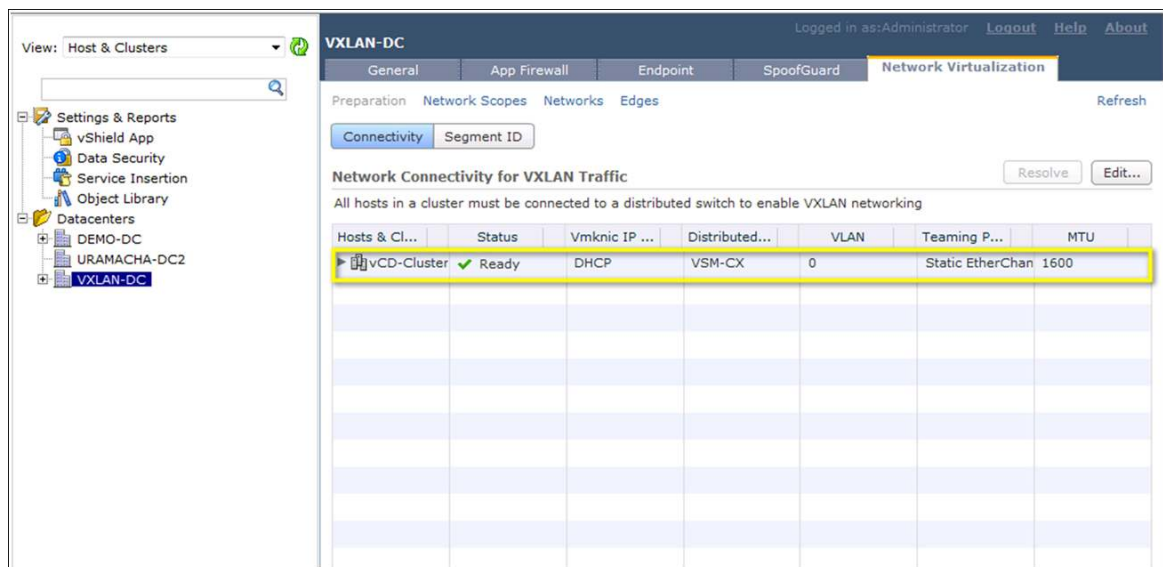 Logged in as:Administrator Logout Help About
View: Host & Clusters
VXLAN-DC
General App Firewall Endpoint SpoofGuard Network Virtualization
Preparation Network Scopes Networks Edges Refresh
Settings & Reports
vShield App
Data Security
Service Insertion
Object Library
Datacenters
DEMO-DC
URAMACHA-DC2
VXLAN-DC
Connectivity Segment ID
Network Connectivity for VXLAN Traffic Resolve Edit...
All hosts in a cluster must be connected to a distributed switch to enable VXLAN networking
Hosts & Cl... Status Vmknic IP ... Distributed... VLAN Teaming P... MTU
vCD-Cluster Ready DHCP VSM-CX 0 Static EtherChan 1600